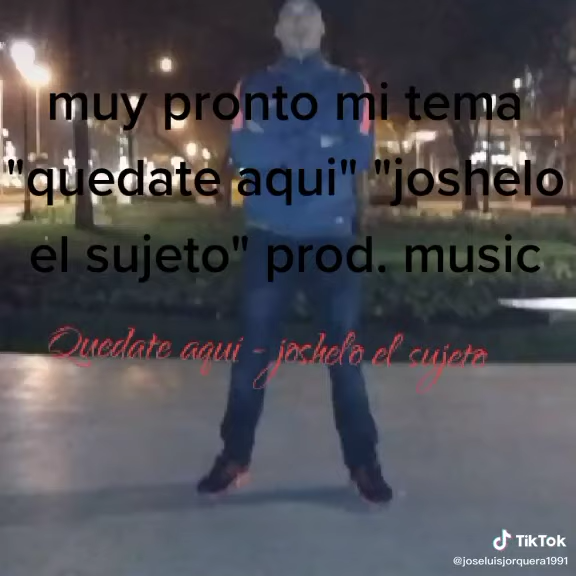 muy pronto mi tema
"quedate aqui" "joshelo
el sujeto" prod. music
Quedate aqui - joshelo el sujeto
TikTok
@joseluisjorquera1991